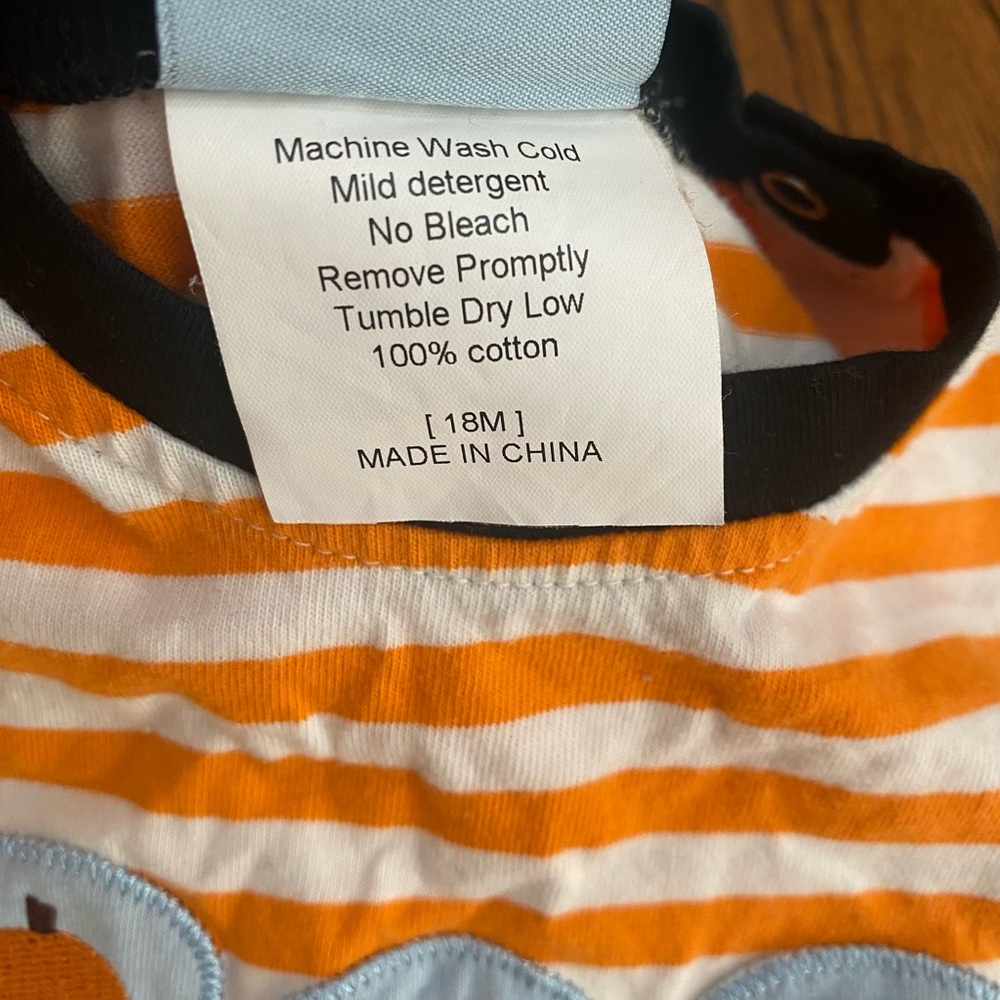 Machine Wash Cold
Mild detergent
No Bleach
Remove Promptly
Tumble Dry Low
100% cotton
[ 18M ]
MADE IN CHINA